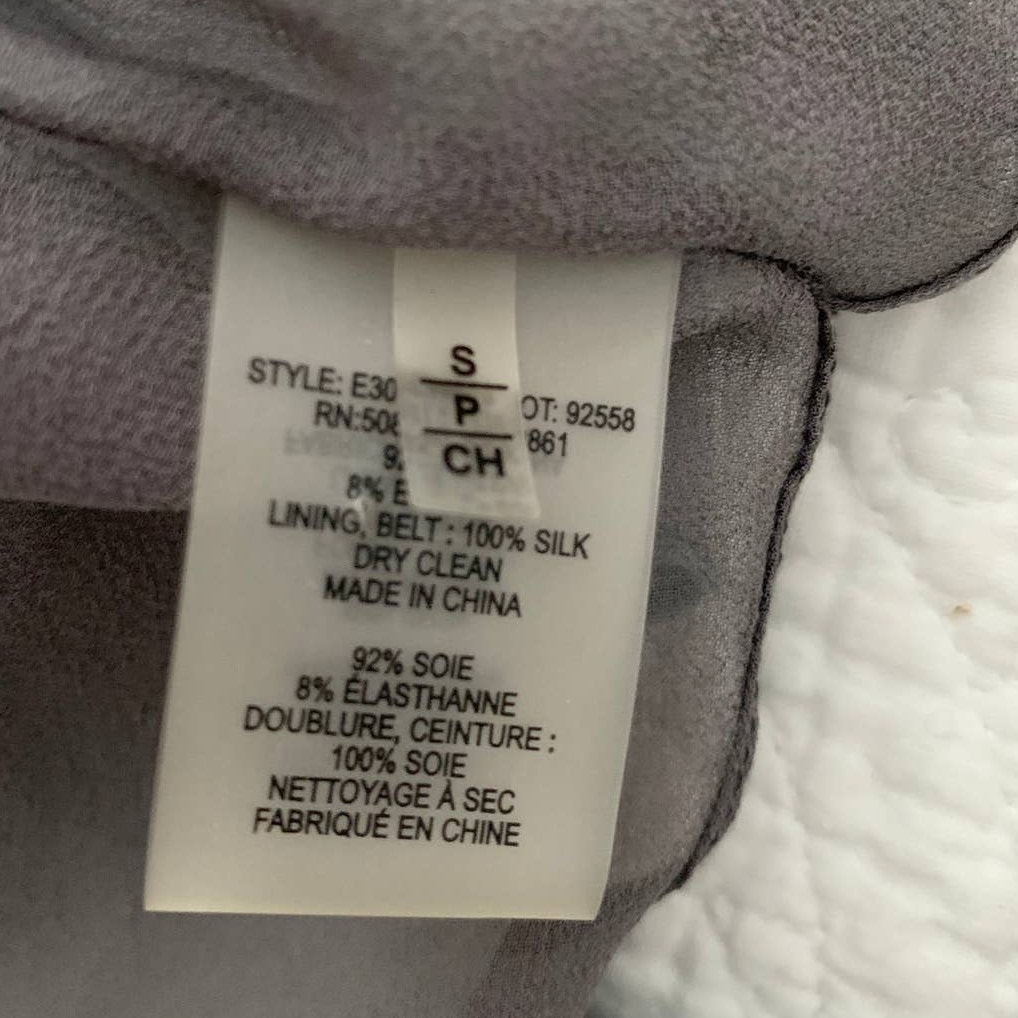 S
P
CH
STYLE: E30 OT: 92558
RN:508 861
8% E
LINING, BELT : 100% SILK
DRY CLEAN
MADE IN CHINA
92% SOIE
8% ÉLASTHANNE
DOUBLURE, CEINTURE :
100% SOIE
NETTOYAGE À SEC
FABRIQUÉ EN CHINE